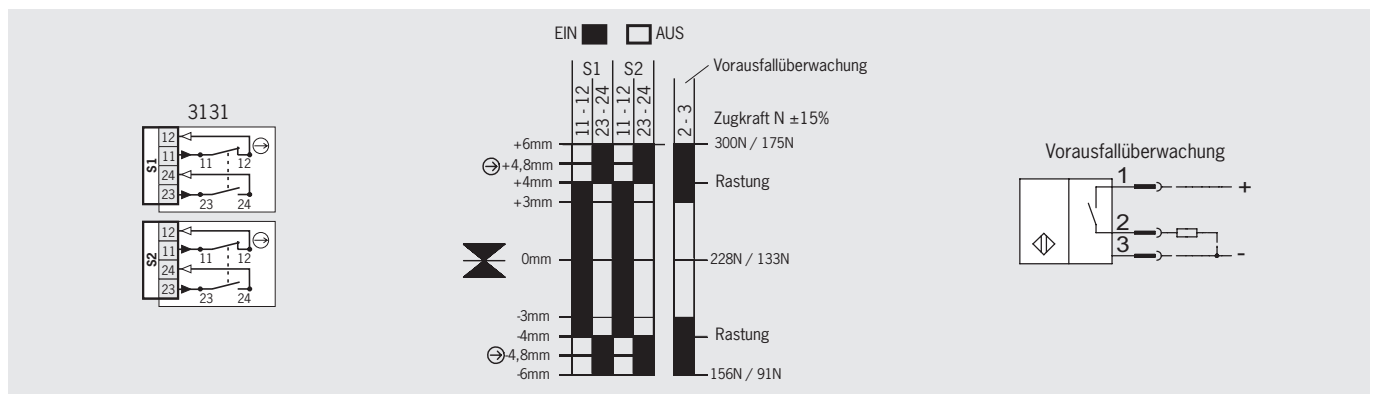 EIN AUS
S1 S2
Vorausfallüberwachung
11 - 12
23 - 24
11 - 12
23 - 24
2 - 3
Zugkraft N ±15%
+6mm
300N / 175N
+4,8mm
+4mm
Rastung
+3mm
0mm
228N / 133N
-3mm
-4mm
Rastung
-4,8mm
-6mm
156N / 91N
3131
S1
12
11
24
23
11 12
23 24
S2
12
11
24
23
11 12
23 24
Vorausfallüberwachung
1
+
2
3
-